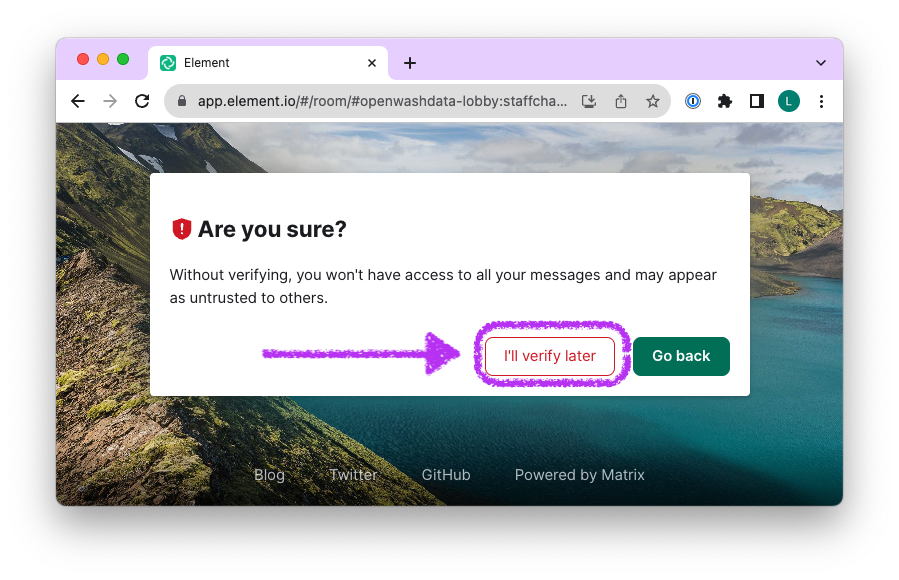 Element
app.element.io/#/room/#openwashdata-lobby:staffcha...
L
Are you sure?
Without verifying, you won't have access to all your messages and may appear
as untrusted to others.
I'll verify later
Go back
Blog
Twitter
GitHub
Powered by Matrix